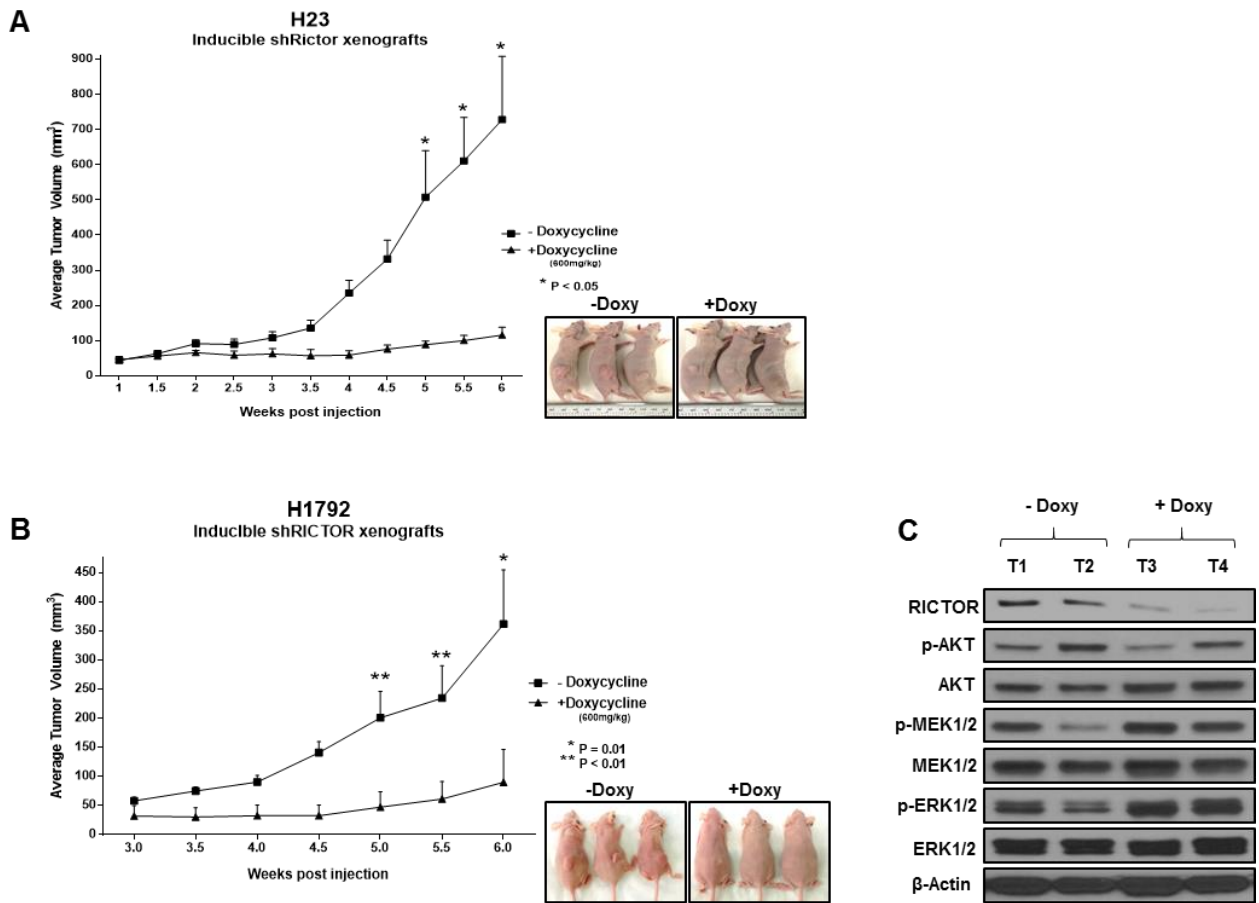 A
H23
Inducible shRictor xenografts
900
800
700
600
500
400
300
200
100
0
Average Tumor Volume (mm³)
1 1.5 2 2.5 3 3.5 4 4.5 5 5.5 6
Weeks post injection
* * *
- Doxycycline
+Doxycycline
(600mg/kg)
* P < 0.05
-Doxy +Doxy
B
H1792
Inducible shRICTOR xenografts
450
400
350
300
250
200
150
100
50
0
Average Tumor Volume (mm³)
3.0 3.5 4.0 4.5 5.0 5.5 6.0
Weeks post injection
** ** *
- Doxycycline
+Doxycycline
(600mg/kg)
* P = 0.01
** P < 0.01
-Doxy +Doxy
C
- Doxy + Doxy
T1 T2 T3 T4
RICTOR
p-AKT
AKT
p-MEK1/2
MEK1/2
p-ERK1/2
ERK1/2
β-Actin